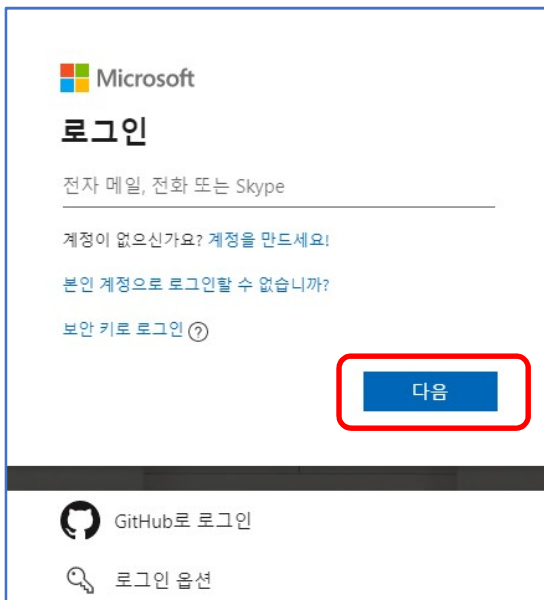 Microsoft
로그인
전자 메일, 전화 또는 Skype
계정이 없으신가요? 계정을 만드세요!
본인 계정으로 로그인할 수 없습니까?
보안 키로 로그인 ?
다음
GitHub로 로그인
로그인 옵션